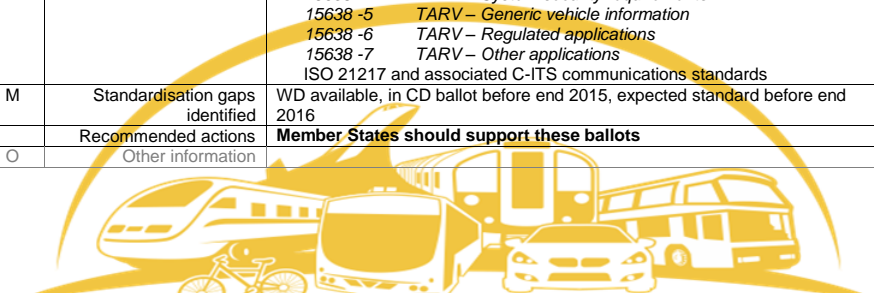 15638 -5 TARV – Generic vehicle information
15638 -6 TARV – Regulated applications
15638 -7 TARV – Other applications
ISO 21217 and associated C-ITS communications standards
M Standardisation gaps identified WD available, in CD ballot before end 2015, expected standard before end 2016
Recommended actions Member States should support these ballots
O Other information